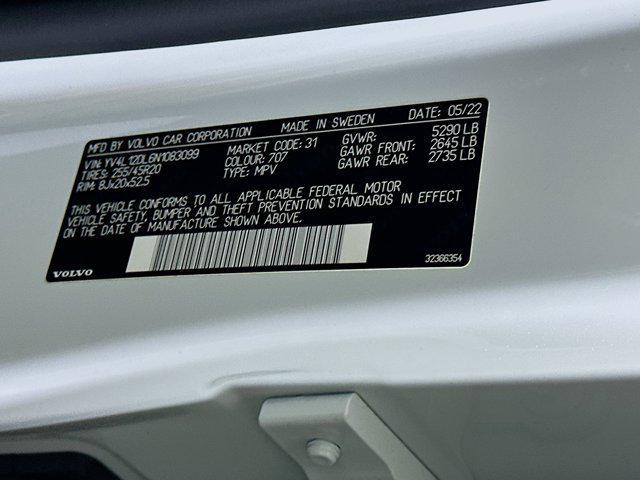 MFD BY VOLVO CAR CORPORATION MADE IN SWEDEN DATE: 05/22
VIN: YV4L12DL6N1083099 MARKET CODE: 31 GVWR: 5290 LB
TIRES: 255/45R20 COLOUR: 707 GAWR FRONT: 2645 LB
RIM: 8Jx20x52,5 TYPE: MPV GAWR REAR: 2735 LB
THIS VEHICLE CONFORMS TO ALL APPLICABLE FEDERAL MOTOR
VEHICLE SAFETY, BUMPER AND THEFT PREVENTION STANDARDS IN EFFECT
ON THE DATE OF MANUFACTURE SHOWN ABOVE.
VOLVO 32366354